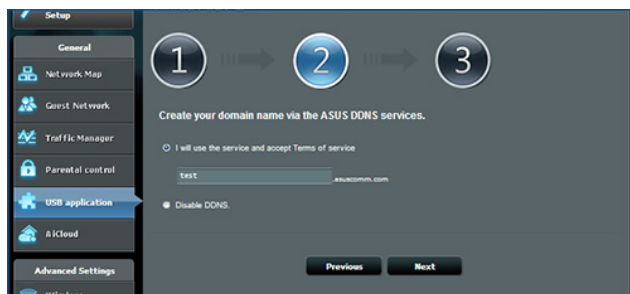 Setup
General
Network Map
Guest Network
Traffic Manager
Parental control
USB application
AiCloud
Advanced Settings
1
2
3
Create your domain name via the ASUS DDNS services.
I will use the service and accept Terms of service
test
.asuscomm.com
Disable DDNS.
Previous
Next